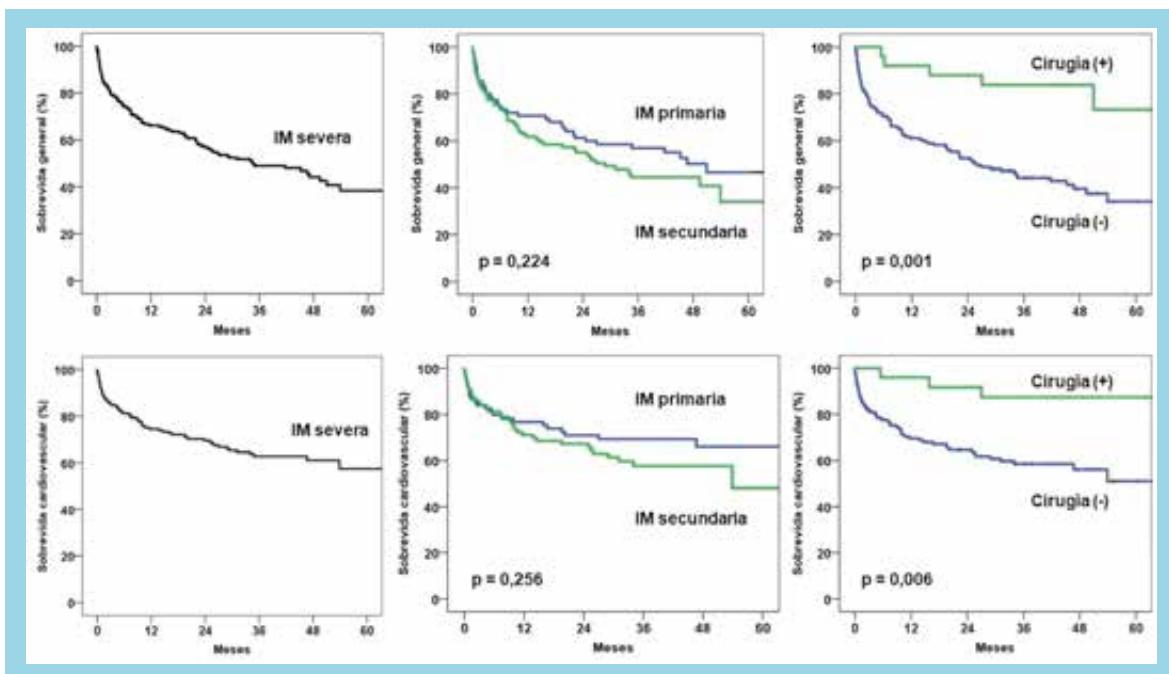 Sobrevida general (%)
100
80
60
40
20
0
IM severa
0 12 24 36 48 60
Meses
Sobrevida general (%)
100
80
60
40
20
0
IM primaria
IM secundaria
p = 0,224
0 12 24 36 48 60
Meses
Sobrevida general (%)
100
80
60
40
20
0
Cirugia (+)
Cirugia (-)
p = 0,001
0 12 24 36 48 60
Meses
Sobrevida cardiovascular (%)
100
80
60
40
20
0
IM severa
0 12 24 36 48 60
Meses
Sobrevida cardiovascular (%)
100
80
60
40
20
0
IM primaria
IM secundaria
p = 0,256
0 12 24 36 48 60
Meses
Sobrevida cardiovascular (%)
100
80
60
40
20
0
Cirugia (+)
Cirugia (-)
p = 0,006
0 12 24 36 48 60
Meses